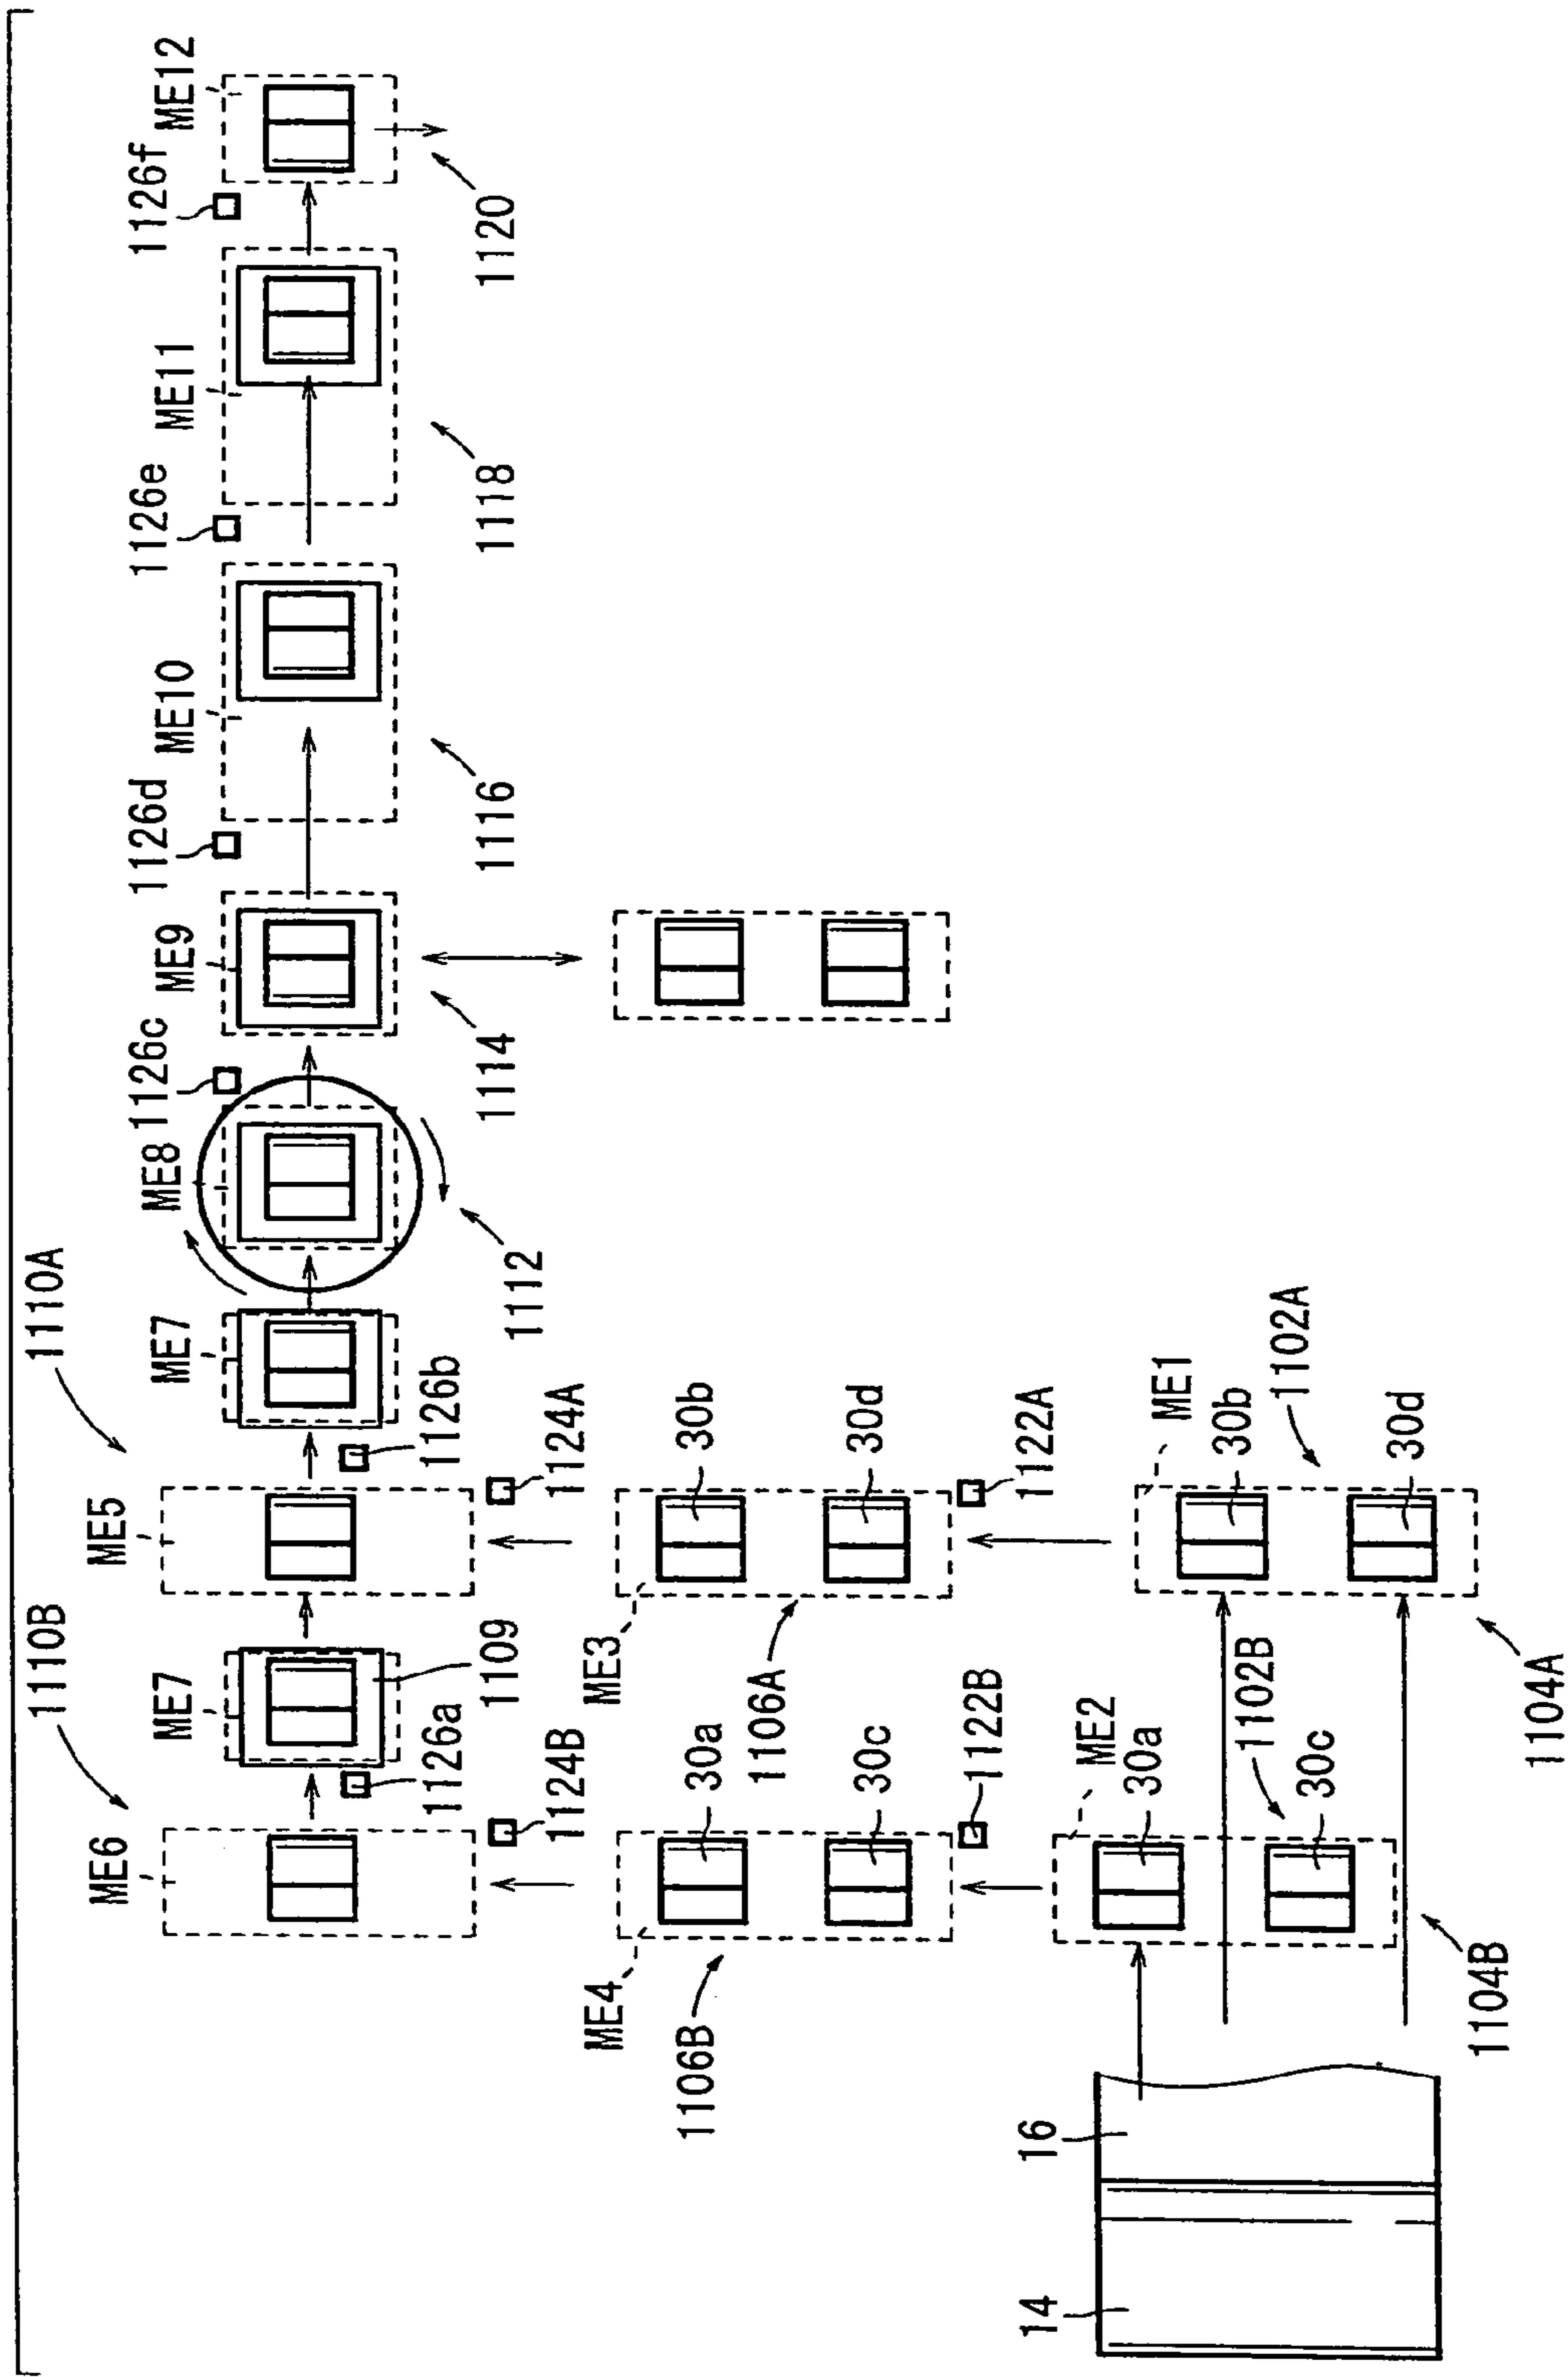 1110B
1110A
ME6
ME7
ME5
ME7
ME8
1126c
ME9
1126d
ME10
1126e
ME11
1126f
ME12
1126a
1109
1126b
1112
1114
1116
1118
1120
1124B
1124A
ME4
1106B
30a
30c
ME3
1106A
30b
30d
1122B
1122A
14
16
ME2
30a
30c
1102B
1104B
ME1
30b
30d
1102A
1104A